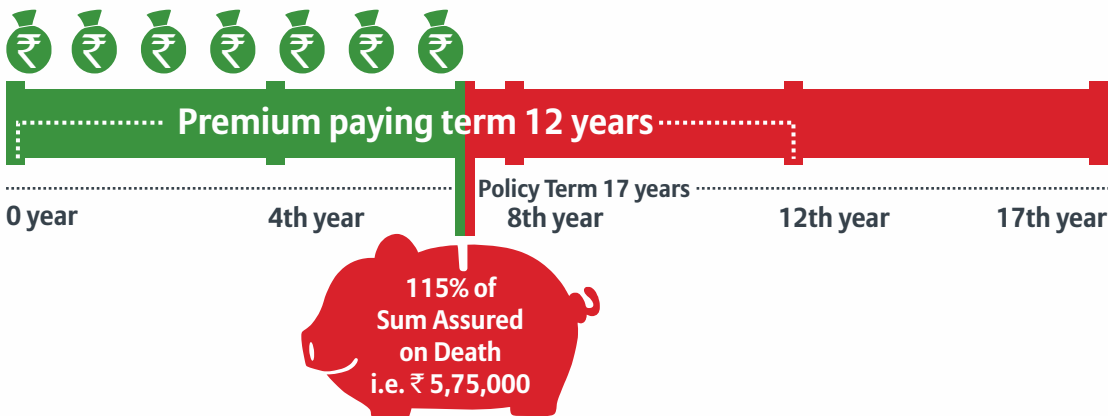 ₹ ₹ ₹ ₹ ₹ ₹ ₹
Premium paying term 12 years
Policy Term 17 years
0 year 4th year 8th year 12th year 17th year
115% of
Sum Assured
on Death
i.e. ₹ 5,75,000